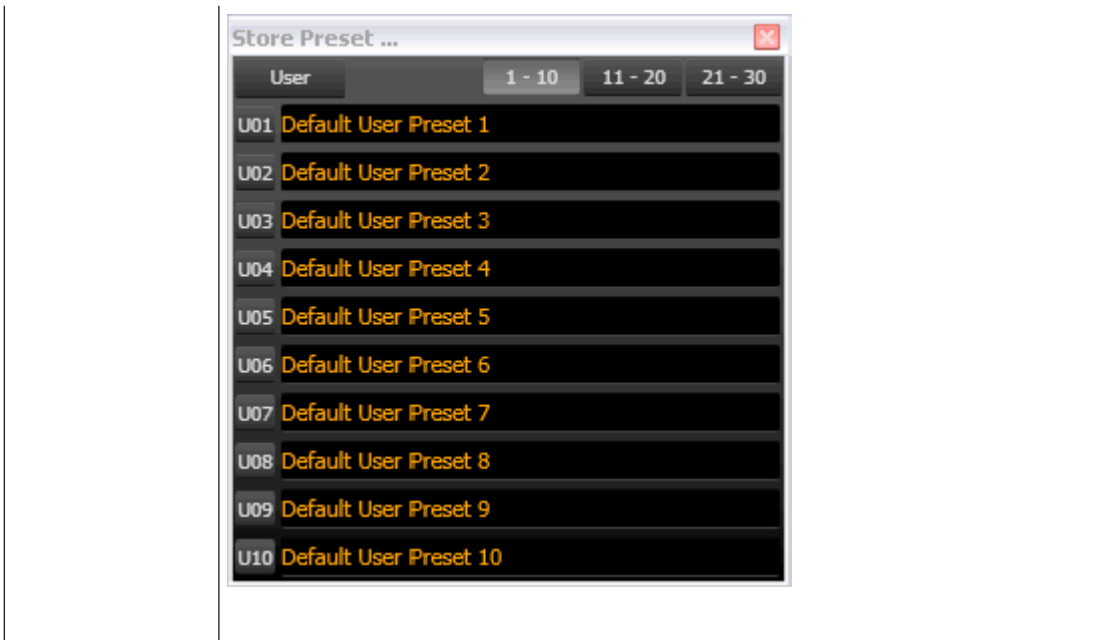 Store Preset ...
User 1 - 10 11 - 20 21 - 30
U01 Default User Preset 1
U02 Default User Preset 2
U03 Default User Preset 3
U04 Default User Preset 4
U05 Default User Preset 5
U06 Default User Preset 6
U07 Default User Preset 7
U08 Default User Preset 8
U09 Default User Preset 9
U10 Default User Preset 10